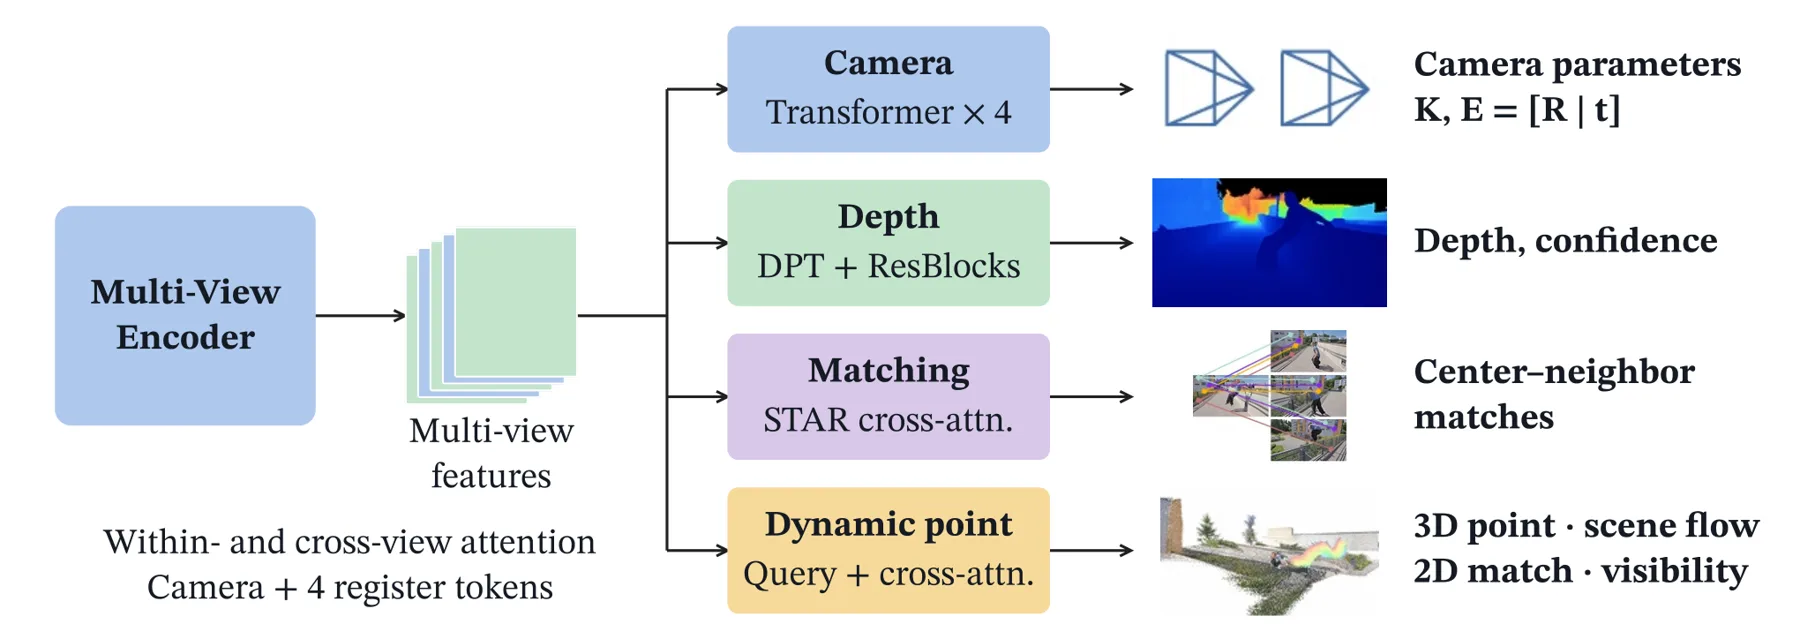 Camera
Transformer × 4
Camera parameters
K, E = [R | t]
Depth
DPT + ResBlocks
Depth, confidence
Multi-View
Encoder
Multi-view
features
Within- and cross-view attention
Camera + 4 register tokens
Matching
STAR cross-attn.
Center–neighbor
matches
Dynamic point
Query + cross-attn.
3D point · scene flow
2D match · visibility